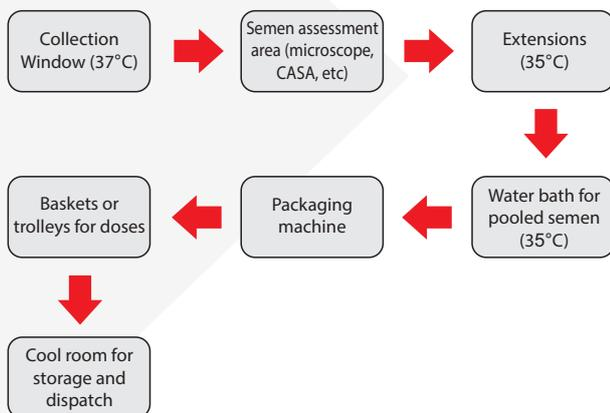 Collection
Window (37°C)
Semen assessment
area (microscope,
CASA, etc)
Extensions
(35°C)
Water bath for
pooled semen
(35°C)
Packaging
machine
Baskets or
trolleys for doses
Cool room for
storage and
dispatch